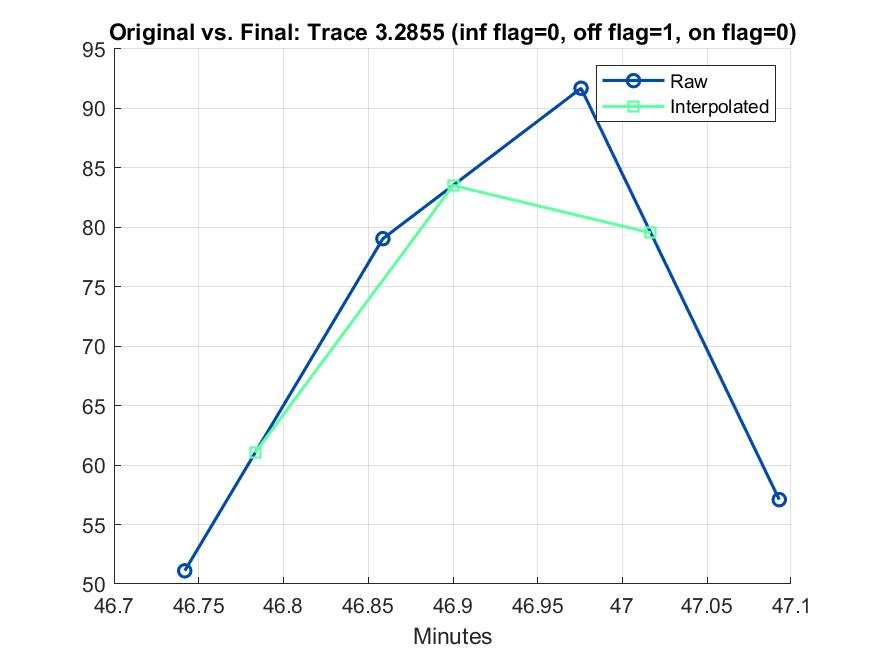 Original vs. Final: Trace 3.2855 (inf flag=0, off flag=1, on flag=0)
95
90
85
80
75
70
65
60
55
50
Raw
Interpolated
46.7 46.75 46.8 46.85 46.9 46.95 47 47.05 47.1
Minutes